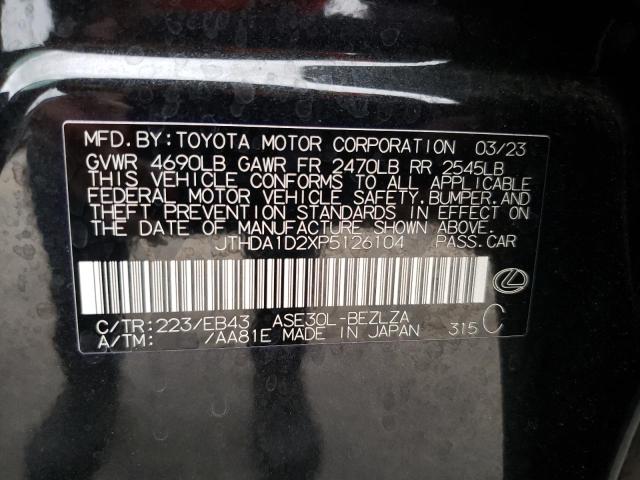 MFD. BY: TOYOTA MOTOR CORPORATION 03/23
GVWR 4690LB GAWR FR 2470LB RR 2545LB
THIS VEHICLE CONFORMS TO ALL APPLICABLE
FEDERAL MOTOR VEHICLE SAFETY, BUMPER, AND
THEFT PREVENTION STANDARDS IN EFFECT ON
THE DATE OF MANUFACTURE SHOWN ABOVE.
JTHDA1D2XP5126104 PASS. CAR
C/TR: 223/EB43 ASE30L-BEZLZA
A/TM: /AA81E MADE IN JAPAN 315 C